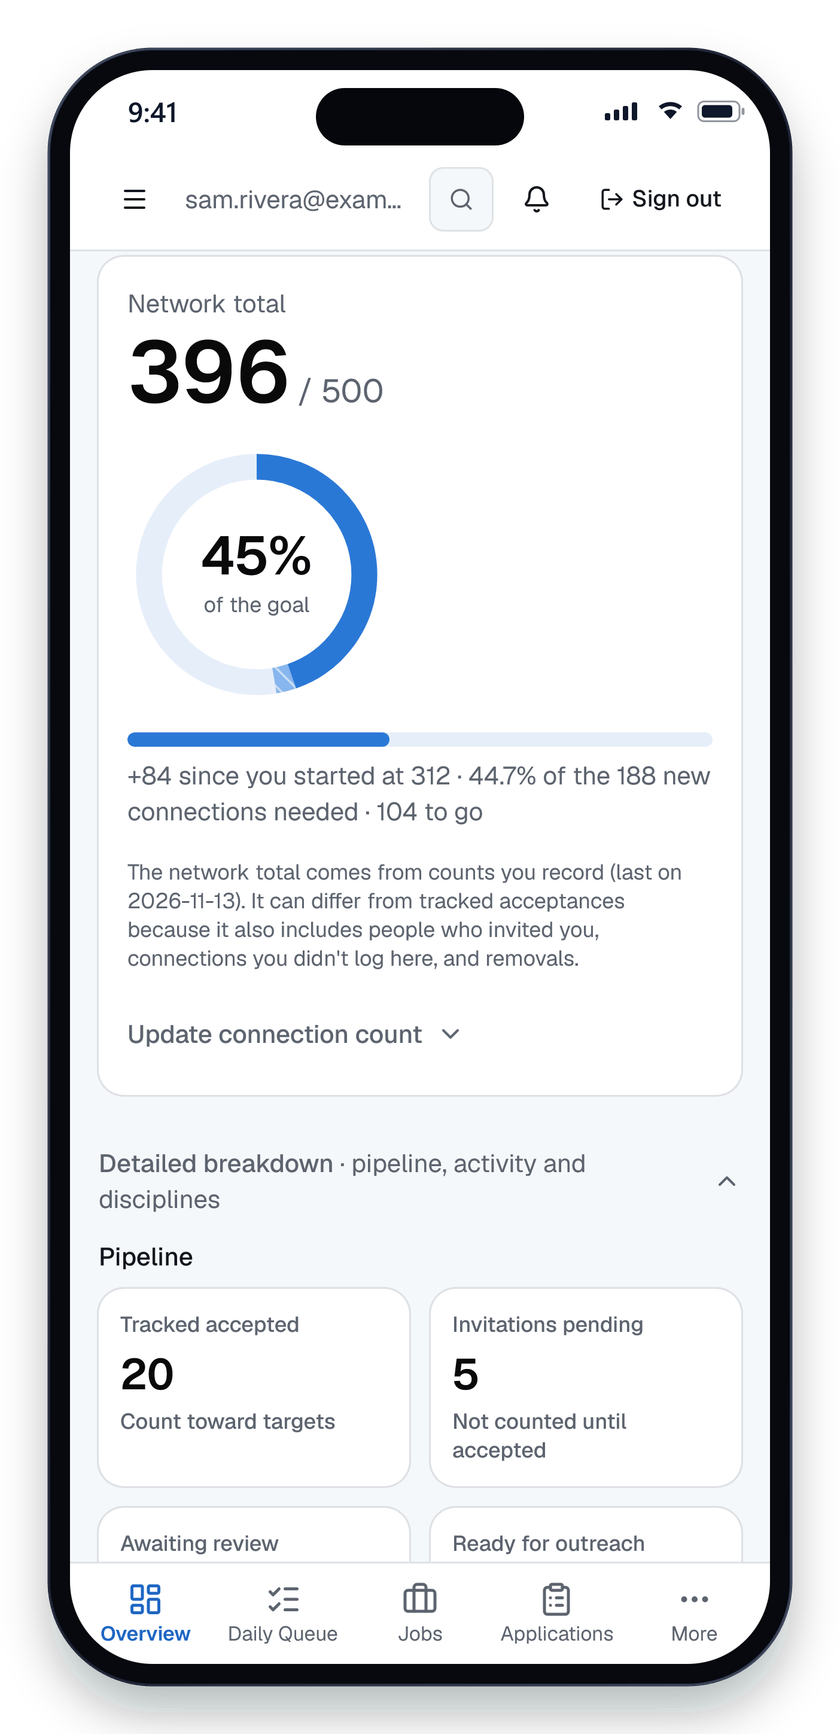 9:41
sam.rivera@exam...
Sign out
Network total
396 / 500
45%
of the goal
+84 since you started at 312 · 44.7% of the 188 new
connections needed · 104 to go
The network total comes from counts you record (last on
2026-11-13). It can differ from tracked acceptances
because it also includes people who invited you,
connections you didn't log here, and removals.
Update connection count
Detailed breakdown · pipeline, activity and
disciplines
Pipeline
Tracked accepted
20
Count toward targets
Invitations pending
5
Not counted until
accepted
Awaiting review
Ready for outreach
Overview
Daily Queue
Jobs
Applications
More